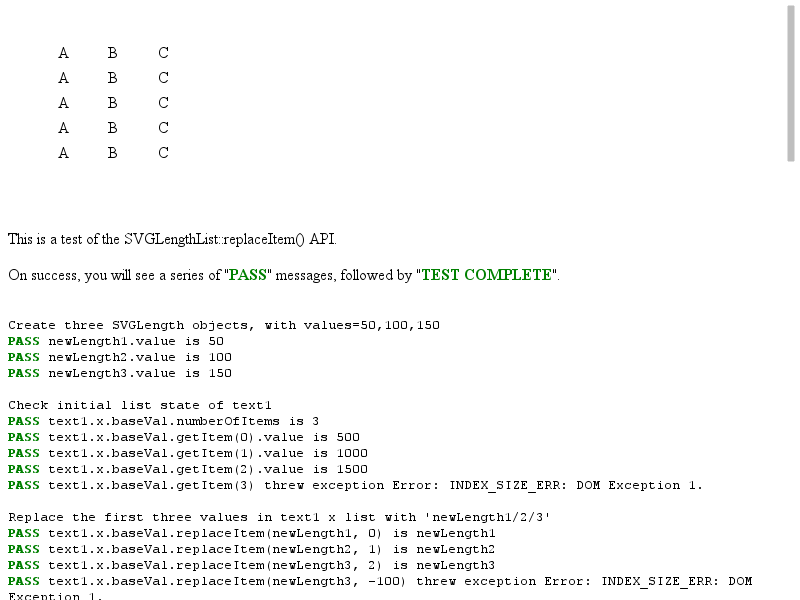 A B C
A B C
A B C
A B C
A B C
This is a test of the SVGLengthList::replaceItem() API.
On success, you will see a series of "PASS" messages, followed by "TEST COMPLETE".
Create three SVGLength objects, with values=50,100,150
PASS newLength1.value is 50
PASS newLength2.value is 100
PASS newLength3.value is 150
Check initial list state of text1
PASS text1.x.baseVal.numberOfItems is 3
PASS text1.x.baseVal.getItem(0).value is 500
PASS text1.x.baseVal.getItem(1).value is 1000
PASS text1.x.baseVal.getItem(2).value is 1500
PASS text1.x.baseVal.getItem(3) threw exception Error: INDEX_SIZE_ERR: DOM Exception 1.
Replace the first three values in text1 x list with 'newLength1/2/3'
PASS text1.x.baseVal.replaceItem(newLength1, 0) is newLength1
PASS text1.x.baseVal.replaceItem(newLength2, 1) is newLength2
PASS text1.x.baseVal.replaceItem(newLength3, 2) is newLength3
PASS text1.x.baseVal.replaceItem(newLength3, -100) threw exception Error: INDEX_SIZE_ERR: DOM
Exception 1.